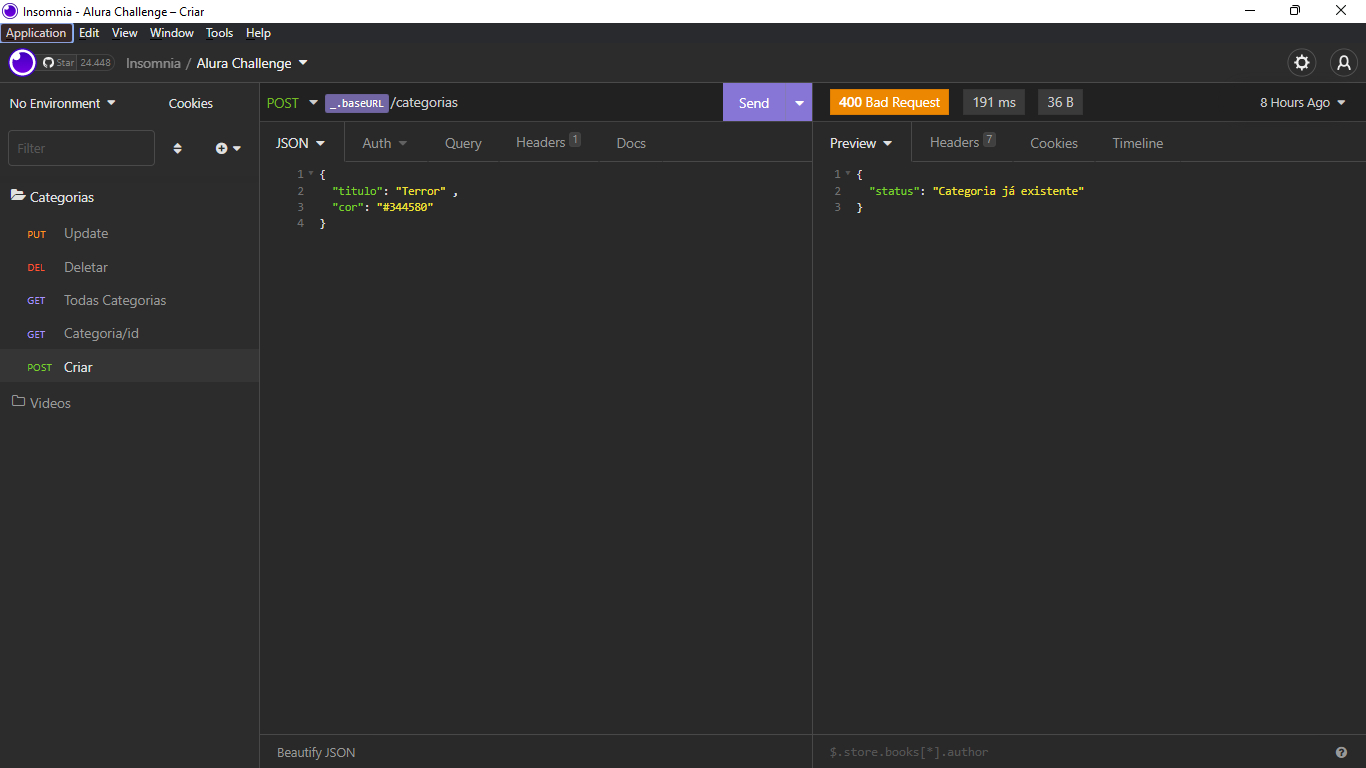 Insomnia - Alura Challenge – Criar
Application Edit View Window Tools Help
Star 24.448 Insomnia / Alura Challenge
No Environment Cookies
POST _.baseURL /categorias Send
400 Bad Request 191 ms 36 B 8 Hours Ago
Filter
JSON Auth Query Headers 1 Docs
Preview Headers 7 Cookies Timeline
Categorias
PUT Update
DEL Deletar
GET Todas Categorias
GET Categoria/id
POST Criar
Videos
1 {
2 "titulo": "Terror" ,
3 "cor": "#344580"
4 }
1 {
2 "status": "Categoria já existente"
3 }
Beautify JSON
$.store.books[*].author
?